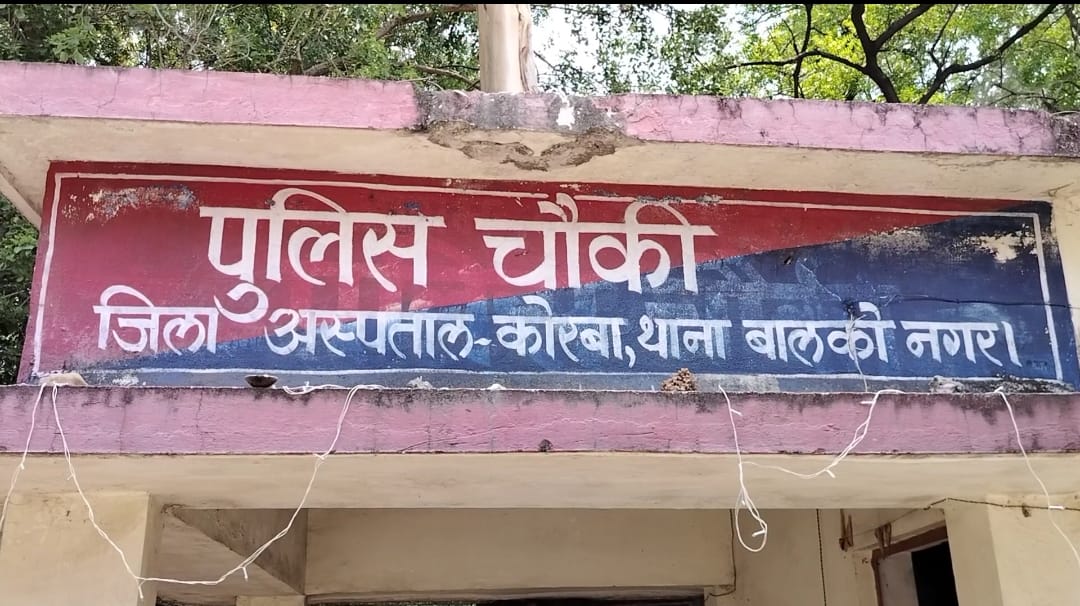 पुलिस चौकी
जिला अस्पताल-कोरबा, थाना बालको नगर।